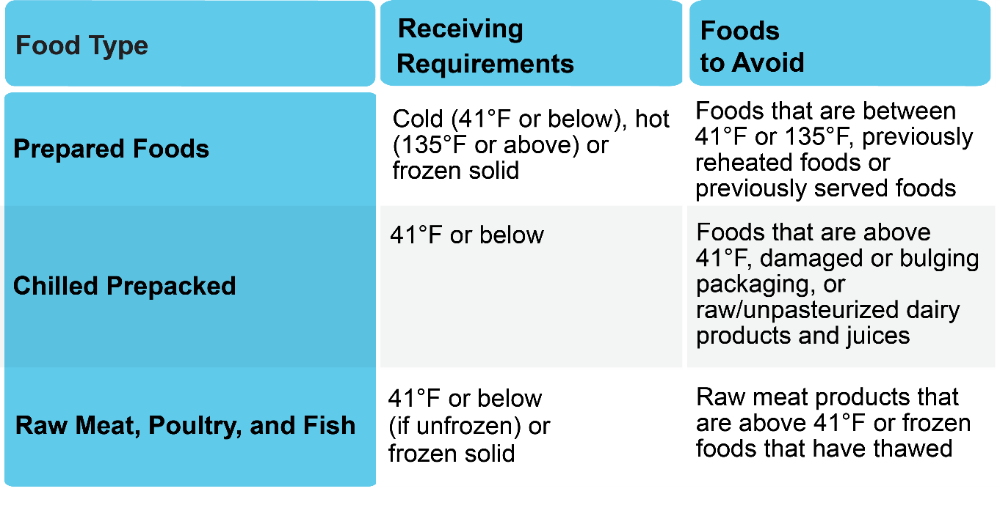 Food Type
Receiving
Requirements
Foods
to Avoid
Prepared Foods
Cold (41°F or below), hot
(135°F or above) or
frozen solid
Foods that are between
41°F or 135°F, previously
reheated foods or
previously served foods
Chilled Prepacked
41°F or below
Foods that are above
41°F, damaged or bulging
packaging, or
raw/unpasteurized dairy
products and juices
Raw Meat, Poultry, and Fish
41°F or below
(if unfrozen) or
frozen solid
Raw meat products that
are above 41°F or frozen
foods that have thawed